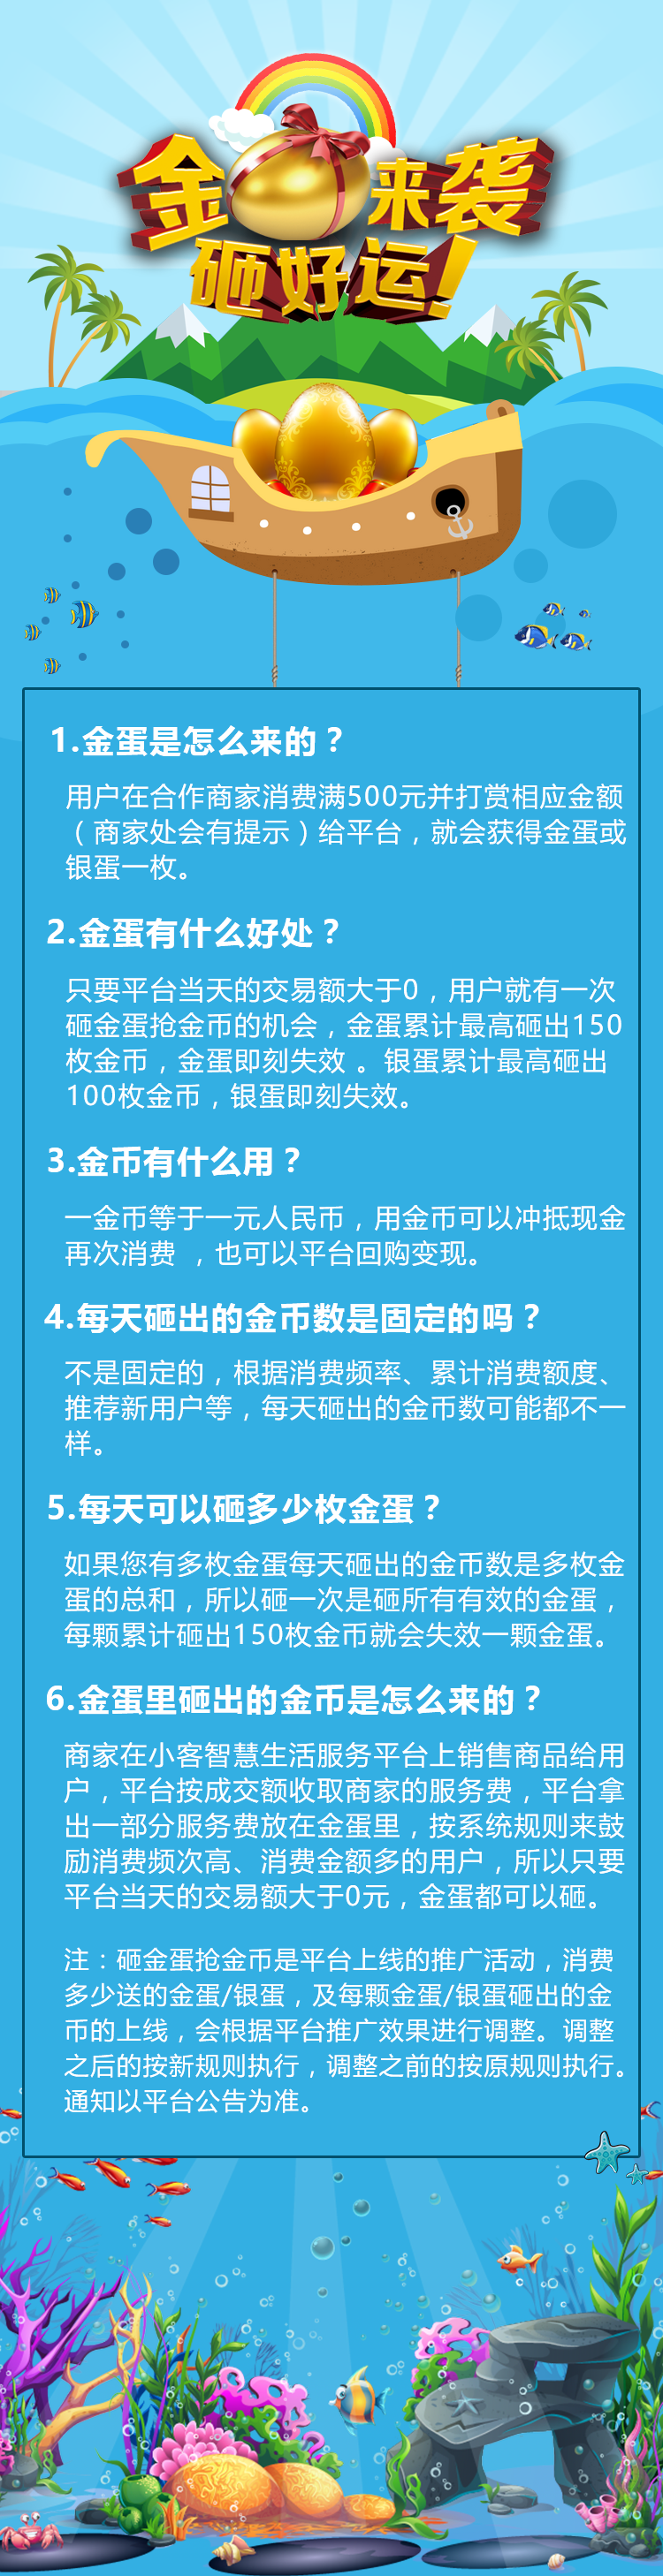 金来袭
砸好运!
1.金蛋是怎么来的？
用户在合作商家消费满500元并打赏相应金额
（商家处会有提示）给平台，就会获得金蛋或
银蛋一枚。
2.金蛋有什么好处？
只要平台当天的交易额大于0，用户就有一次
砸金蛋抢金币的机会，金蛋累计最高砸出150
枚金币，金蛋即刻失效 。银蛋累计最高砸出
100枚金币，银蛋即刻失效。
3.金币有什么用？
一金币等于一元人民币，用金币可以冲抵现金
再次消费 ，也可以平台回购变现。
4.每天砸出的金币数是固定的吗？
不是固定的，根据消费频率、累计消费额度、
推荐新用户等，每天砸出的金币数可能都不一
样。
5.每天可以砸多少枚金蛋？
如果您有多枚金蛋每天砸出的金币数是多枚金
蛋的总和，所以砸一次是砸所有有效的金蛋，
每颗累计砸出150枚金币就会失效一颗金蛋。
6.金蛋里砸出的金币是怎么来的？
商家在小客智慧生活服务平台上销售商品给用
户，平台按成交额收取商家的服务费，平台拿
出一部分服务费放在金蛋里，按系统规则来鼓
励消费频次高、消费金额多的用户，所以只要
平台当天的交易额大于0元，金蛋都可以砸。
注：砸金蛋抢金币是平台上线的推广活动，消费
多少送的金蛋/银蛋，及每颗金蛋/银蛋砸出的金
币的上线，会根据平台推广效果进行调整。调整
之后的按新规则执行，调整之前的按原规则执行。
通知以平台公告为准。